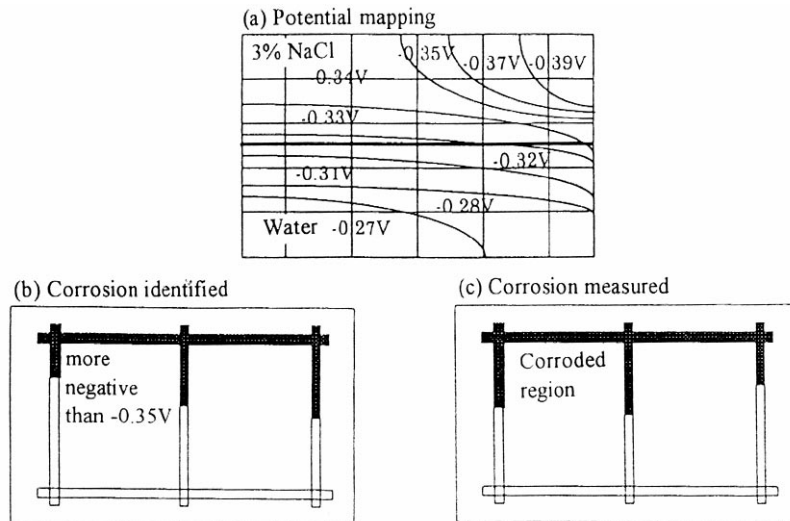 (a) Potential mapping
3% NaCl
-0.35V
-0.37V
-0.39V
-0.34V
-0.33V
-0.32V
-0.31V
-0.28V
Water -0.27V
(b) Corrosion identified
more
negative
than -0.35V
(c) Corrosion measured
Corroded
region